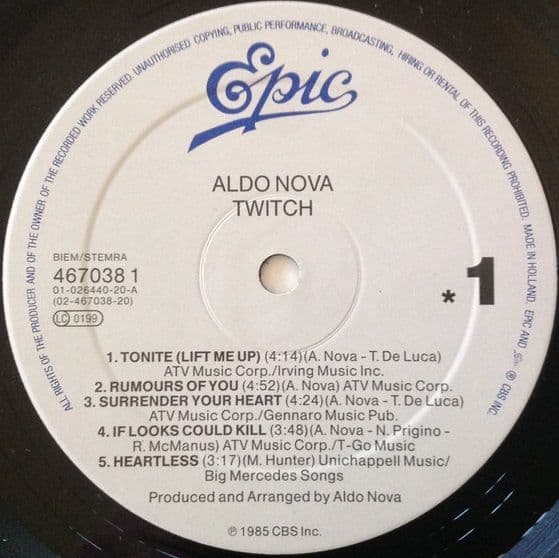 ALL RIGHTS OF THE PRODUCER AND OF THE OWNER OF THE RECORDED WORK RESERVED. UNAUTHORISED COPYING, PUBLIC PERFORMANCE, BROADCASTING, HIRING OR RENTAL OF THIS RECORDING PROHIBITED. MADE IN HOLLAND. EPIC AND ® CBS INC.
Epic
ALDO NOVA
TWITCH
BIEM/STEMRA
467038 1
01-026440-20-A
(02-467038-20)
LC 0199
* 1
1. TONITE (LIFT ME UP) (4:14)(A. Nova - T. De Luca)
ATV Music Corp./Irving Music Inc.
2. RUMOURS OF YOU (4:52)(A. Nova) ATV Music Corp.
3. SURRENDER YOUR HEART (4:24)(A. Nova - T. De Luca)
ATV Music Corp./Gennaro Music Pub.
4. IF LOOKS COULD KILL (3:48)(A. Nova - N. Prigino -
R. McManus) ATV Music Corp./T-Go Music
5. HEARTLESS (3:17)(M. Hunter) Unichappell Music/
Big Mercedes Songs
Produced and Arranged by Aldo Nova
℗ 1985 CBS Inc.